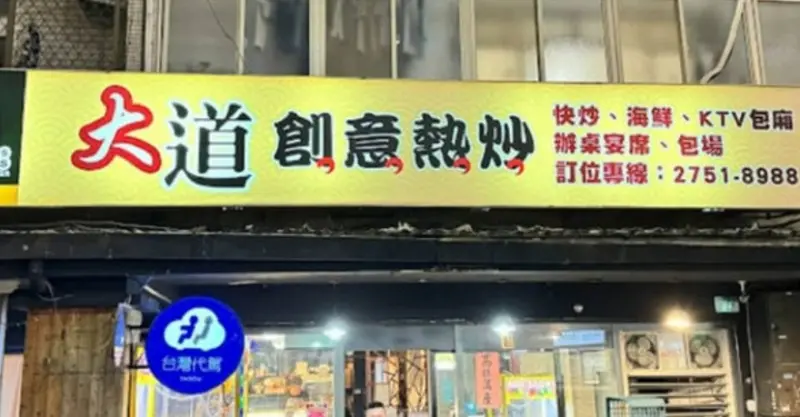 大道 創意熱炒
快炒、海鮮、KTV包廂
辦桌宴席、包場
訂位專線：2751-8988
台灣代駕